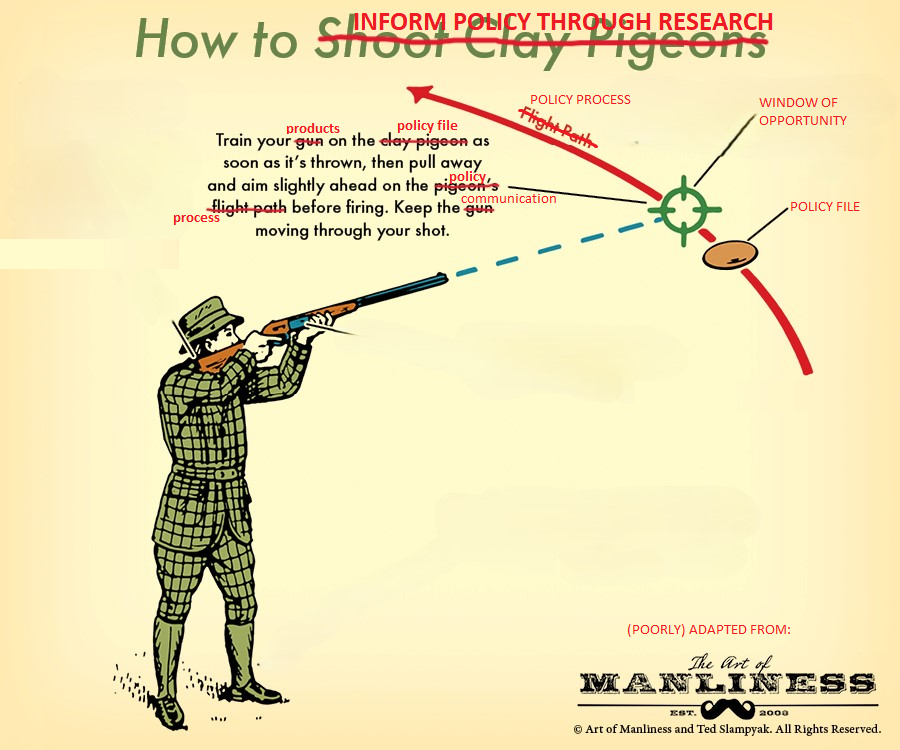 INFORM POLICY THROUGH RESEARCH
How to Shoot Clay Pigeons
POLICY PROCESS
Flight Path
WINDOW OF
OPPORTUNITY
products policy file
Train your gun on the clay pigeon as
soon as it's thrown, then pull away
policy
and aim slightly ahead on the pigeon's
communication
flight path before firing. Keep the gun
process
moving through your shot.
POLICY FILE
(POORLY) ADAPTED FROM:
The Art of
MANLINESS
EST. 2008
© Art of Manliness and Ted Slampyak. All Rights Reserved.